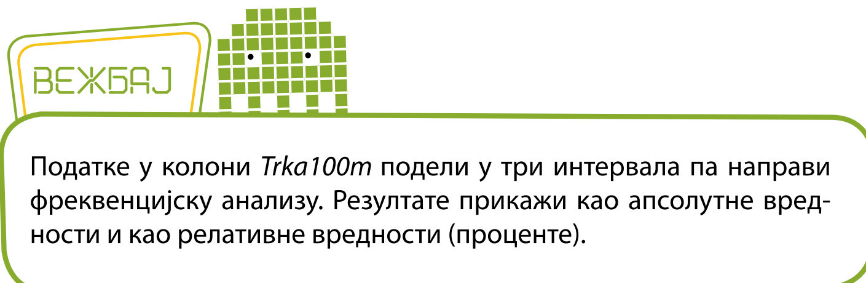 ВЕЖБАЈ
Податке у колони Trka100m подели у три интервала па направи
фреквенцијску анализу. Резултате прикажи као апсолутне вред-
ности и као релативне вредности (проценте).